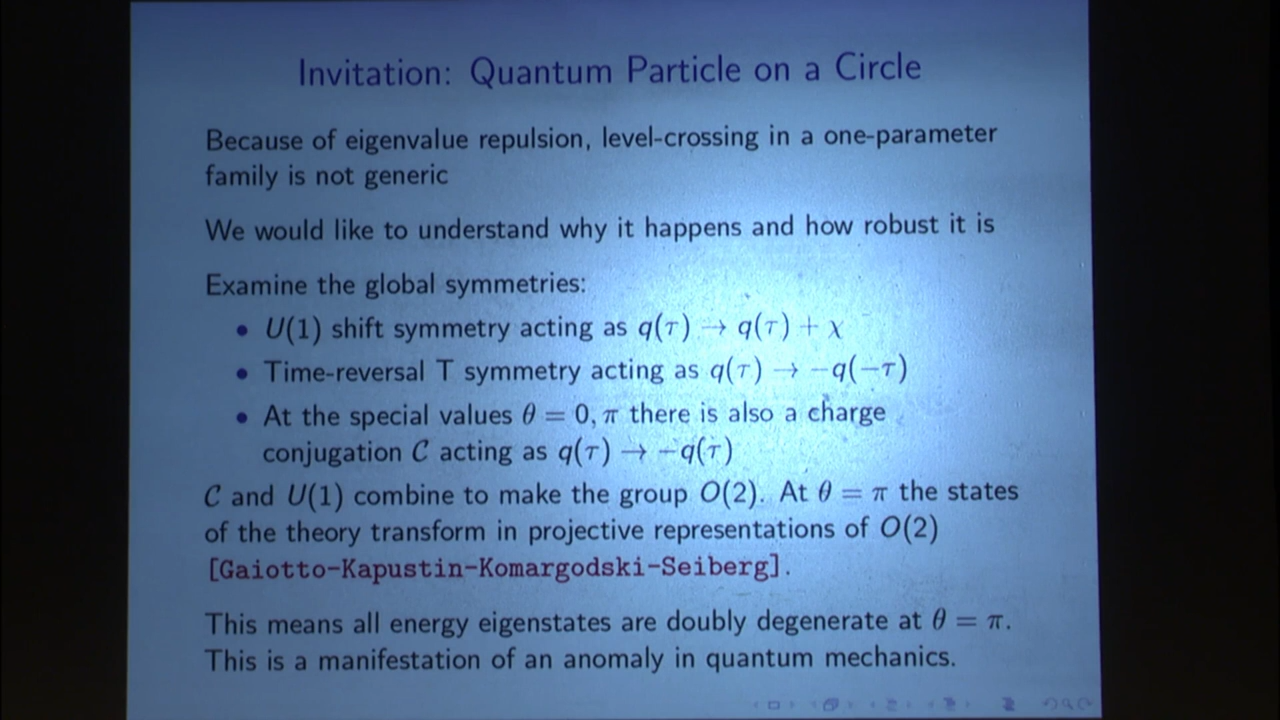 Invitation: Quantum Particle on a Circle
Because of eigenvalue repulsion, level-crossing in a one-parameter
family is not generic
We would like to understand why it happens and how robust it is
Examine the global symmetries:
• U(1) shift symmetry acting as q(τ) → q(τ) + χ
• Time-reversal T symmetry acting as q(τ) → −q(−τ)
• At the special values θ = 0, π there is also a charge
conjugation C acting as q(τ) → −q(τ)
C and U(1) combine to make the group O(2). At θ = π the states
of the theory transform in projective representations of O(2)
[Gaiotto-Kapustin-Komargodski-Seiberg].
This means all energy eigenstates are doubly degenerate at θ = π.
This is a manifestation of an anomaly in quantum mechanics.